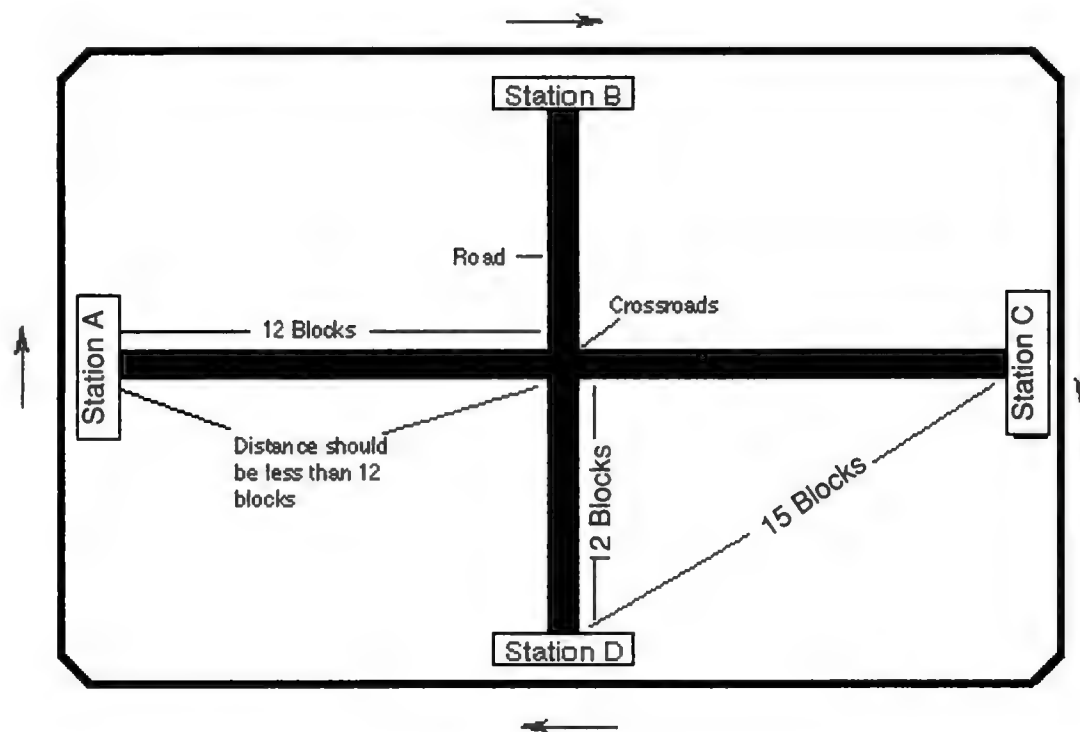 Station B
Road
Crossroads
12 Blocks
Station A
Station C
Distance should
be less than 12
blocks
12 Blocks
15 Blocks
Station D